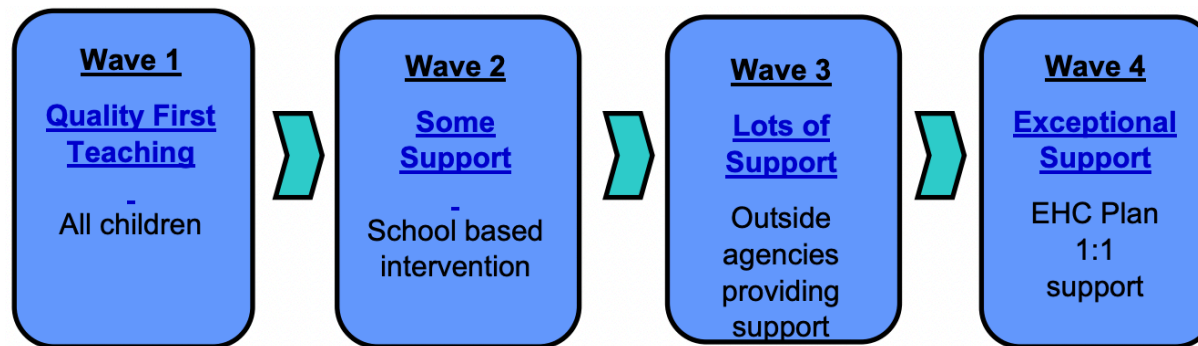 Wave 1
Quality First
Teaching
-
All children
Wave 2
Some
Support
-
School based
intervention
Wave 3
Lots of
Support
Outside
agencies
providing
support
Wave 4
Exceptional
Support
EHC Plan
1:1
support